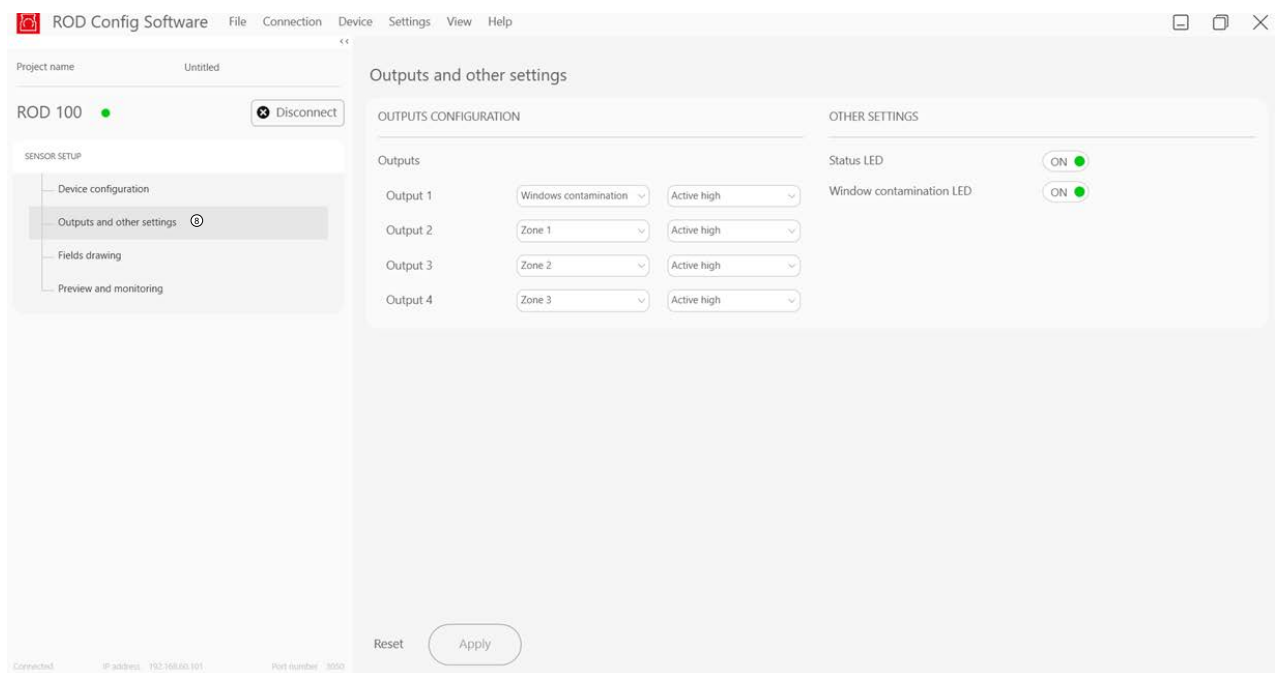 ROD Config Software File Connection Device Settings View Help
<<
Project name Untitled
ROD 100 Disconnect
SENSOR SETUP
Device configuration
Outputs and other settings 8
Fields drawing
Preview and monitoring
Outputs and other settings
OUTPUTS CONFIGURATION
Outputs
Output 1 Windows contamination Active high
Output 2 Zone 1 Active high
Output 3 Zone 2 Active high
Output 4 Zone 3 Active high
OTHER SETTINGS
Status LED ON
Window contamination LED ON
Reset Apply
Connected IP address 192.168.60.101 Port number 3050